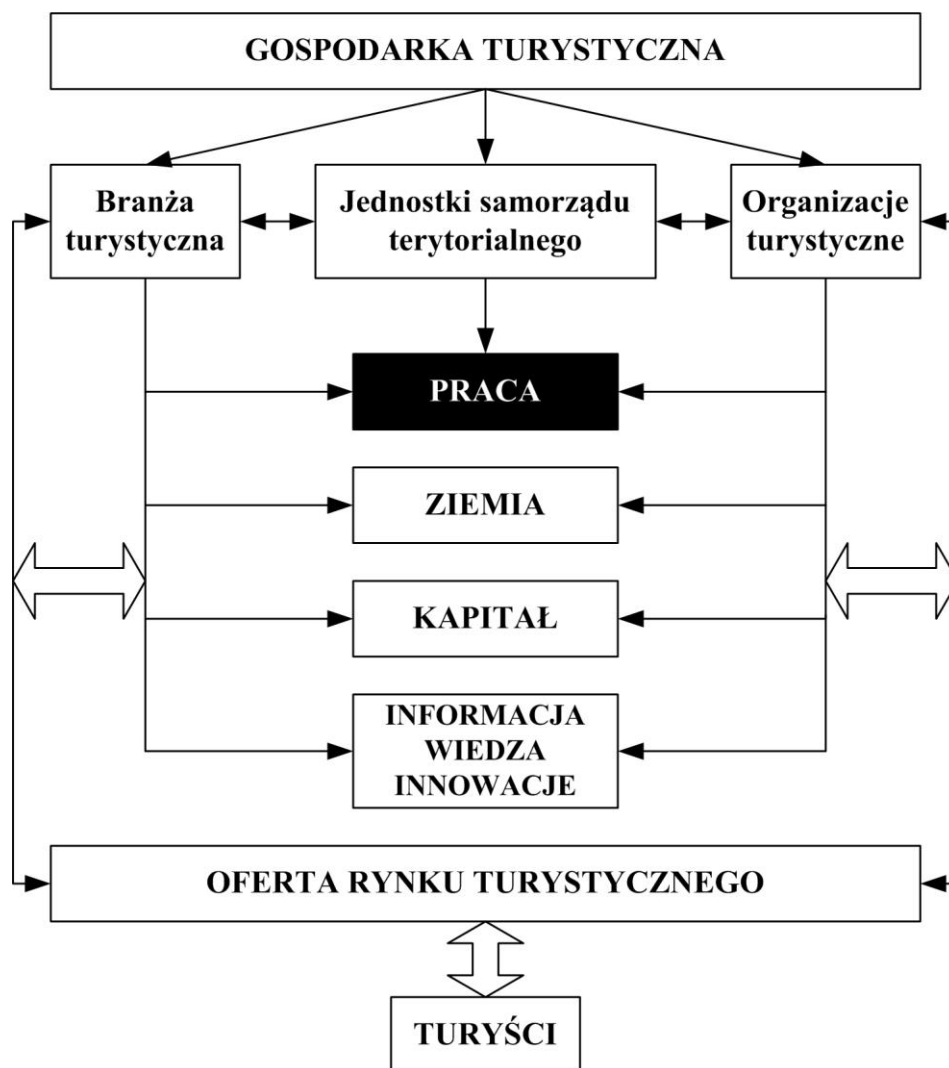 GOSPODARKA TURYSTYCZNA
Branża
turystyczna
Jednostki samorządu
terytorialnego
Organizacje
turystyczne
PRACA
ZIEMIA
KAPITAŁ
INFORMACJA
WIEDZA
INNOWACJE
OFERTA RYNKU TURYSTYCZNEGO
TURYŚCI